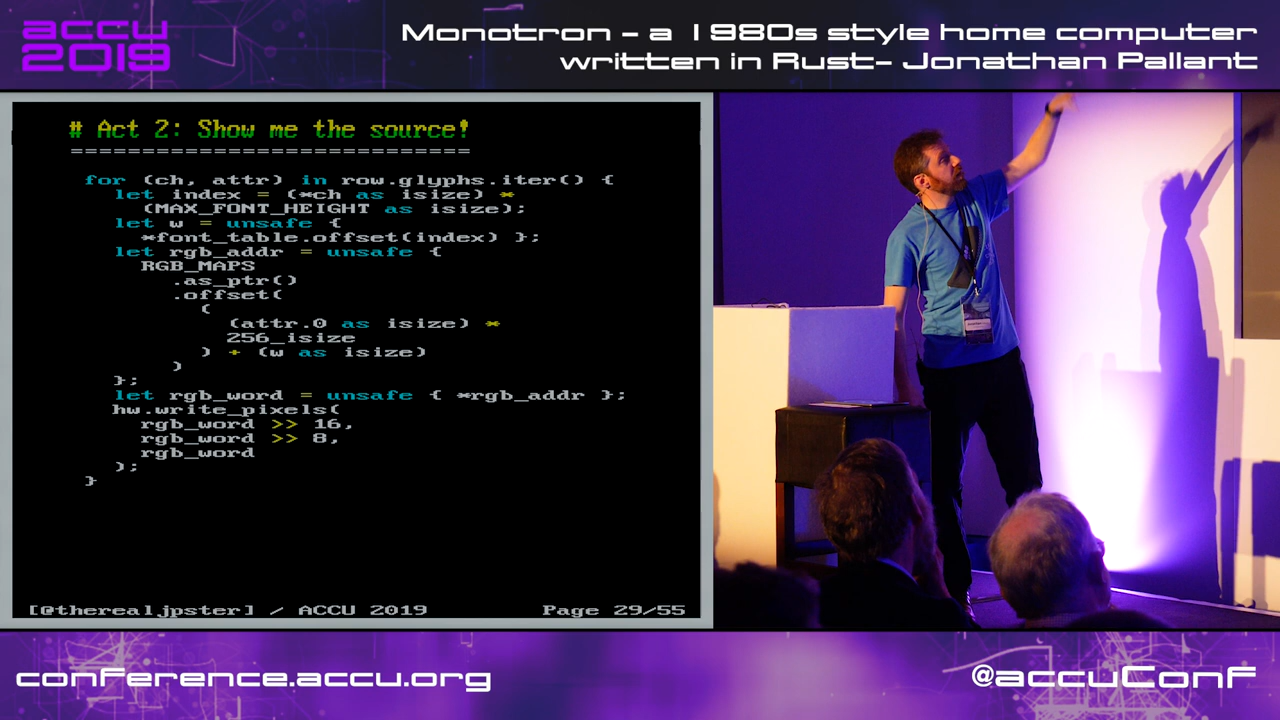 accu
2019
Monotron - a 1980s style home computer
written in Rust- Jonathan Pallant
# Act 2: Show me the source!
============================
for (ch, attr) in row.glyphs.iter() {
let index = (*ch as isize) *
(MAX_FONT_HEIGHT as isize);
let w = unsafe {
*font_table.offset(index) };
let rgb_addr = unsafe {
RGB_MAPS
.as_ptr()
.offset(
(
(attr.0 as isize) *
256_isize
) + (w as isize)
)
};
let rgb_word = unsafe { *rgb_addr };
hw.write_pixels(
rgb_word >> 16,
rgb_word >> 8,
rgb_word
);
}
[@therealjpster] / ACCU 2019
Page 29/55
conference.accu.org
@accuConf